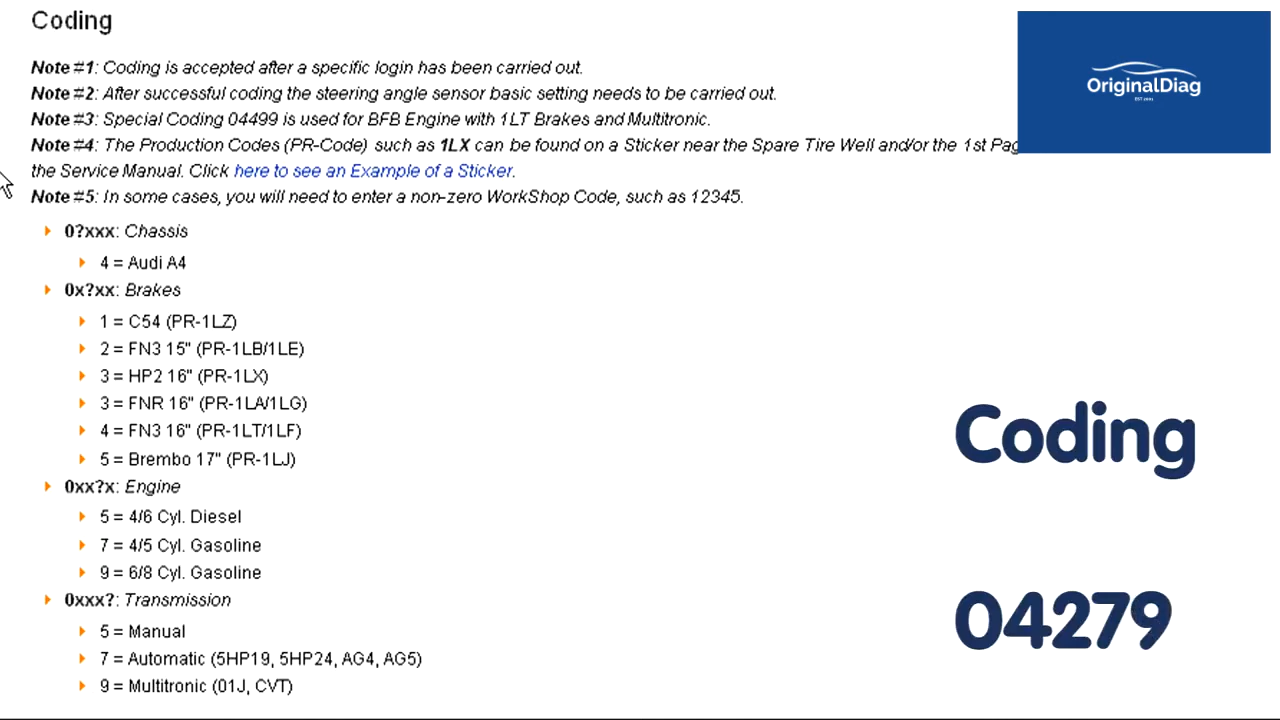 Coding
Note #1: Coding is accepted after a specific login has been carried out.
Note #2: After successful coding the steering angle sensor basic setting needs to be carried out.
Note #3: Special Coding 04499 is used for BFB Engine with 1LT Brakes and Multitronic.
Note #4: The Production Codes (PR-Code) such as 1LX can be found on a Sticker near the Spare Tire Well and/or the 1st Pag
the Service Manual. Click here to see an Example of a Sticker.
Note #5: In some cases, you will need to enter a non-zero WorkShop Code, such as 12345.
0?xxx: Chassis
4 = Audi A4
0x?xx: Brakes
1 = C54 (PR-1LZ)
2 = FN3 15" (PR-1LB/1LE)
3 = HP2 16" (PR-1LX)
3 = FNR 16" (PR-1LA/1LG)
4 = FN3 16" (PR-1LT/1LF)
5 = Brembo 17" (PR-1LJ)
0xx?x: Engine
5 = 4/6 Cyl. Diesel
7 = 4/5 Cyl. Gasoline
9 = 6/8 Cyl. Gasoline
0xxx?: Transmission
5 = Manual
7 = Automatic (5HP19, 5HP24, AG4, AG5)
9 = Multitronic (01J, CVT)
OriginalDiag
Coding
04279